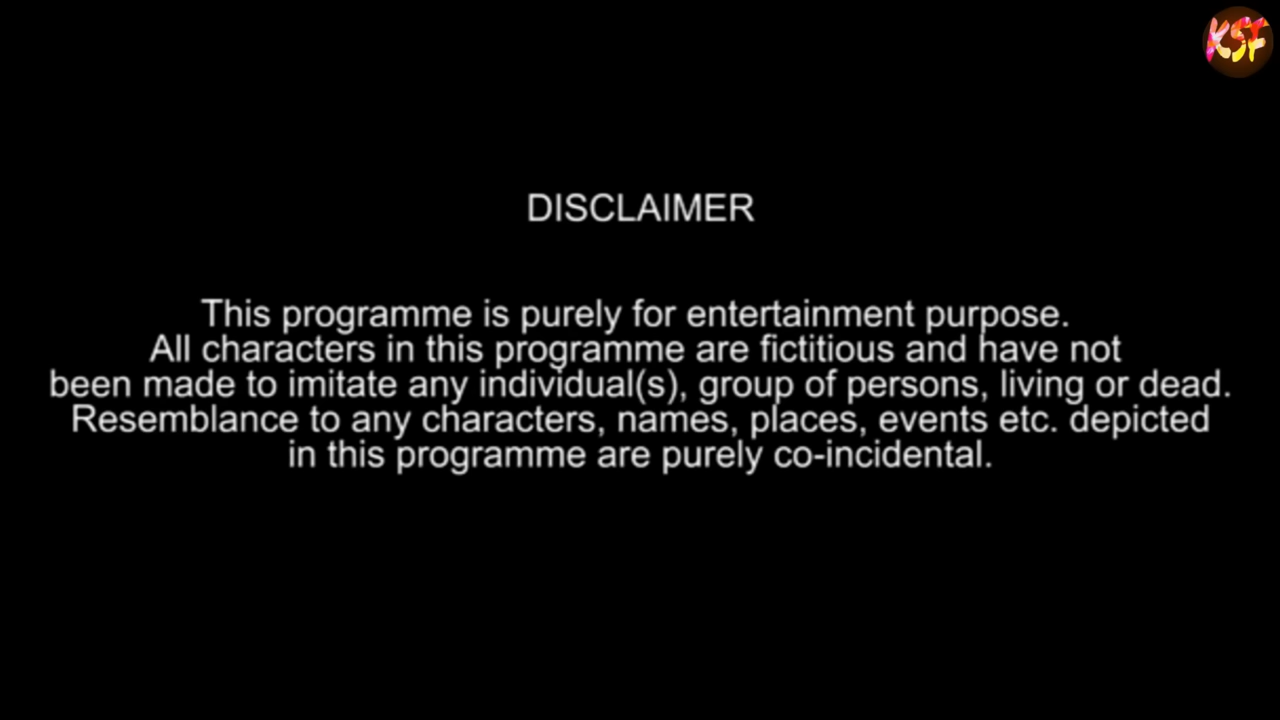 KSF
DISCLAIMER
This programme is purely for entertainment purpose.
All characters in this programme are fictitious and have not
been made to imitate any individual(s), group of persons, living or dead.
Resemblance to any characters, names, places, events etc. depicted
in this programme are purely co-incidental.